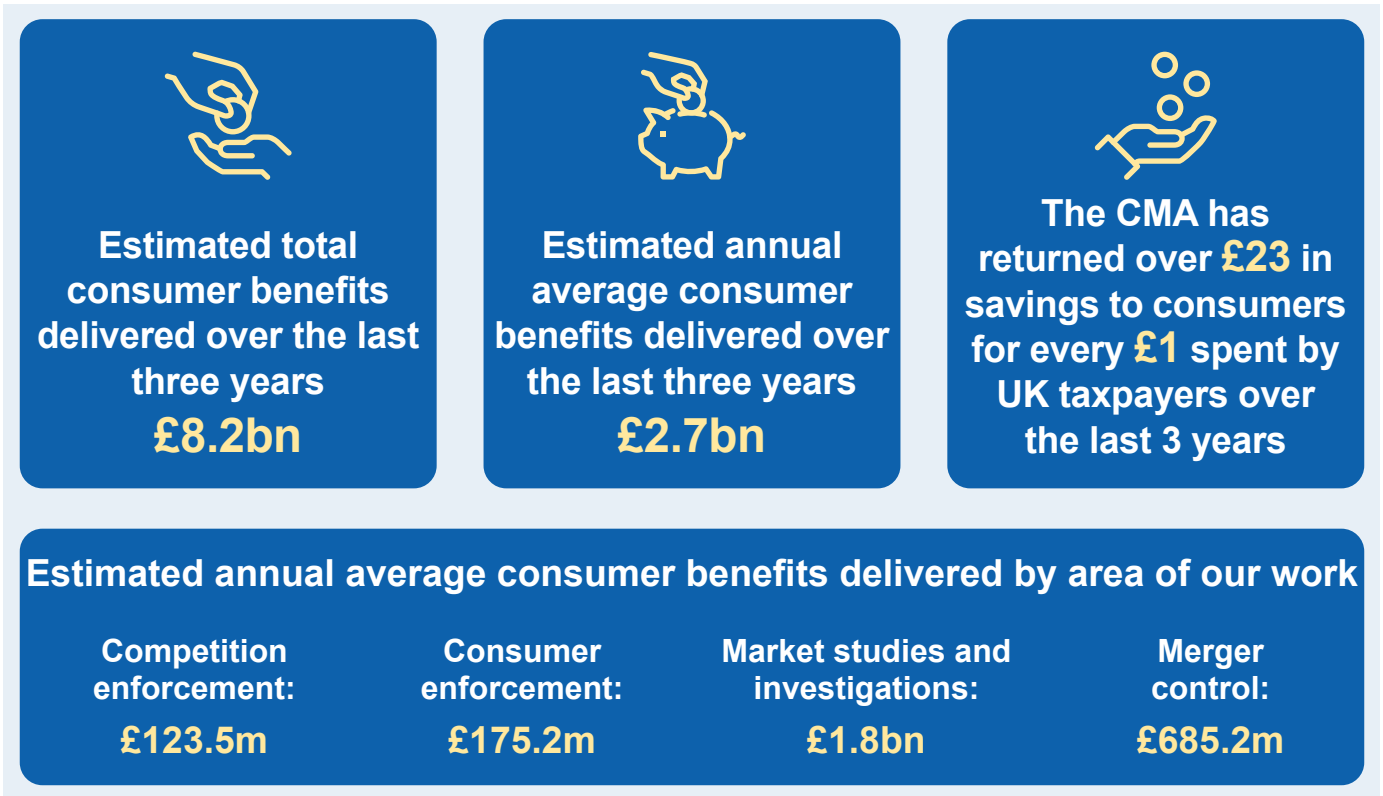 Estimated total
consumer benefits
delivered over the last
three years
£8.2bn
Estimated annual
average consumer
benefits delivered over
the last three years
£2.7bn
The CMA has
returned over £23 in
savings to consumers
for every £1 spent by
UK taxpayers over
the last 3 years
Estimated annual average consumer benefits delivered by area of our work
Competition
enforcement:
£123.5m
Consumer
enforcement:
£175.2m
Market studies and
investigations:
£1.8bn
Merger
control:
£685.2m